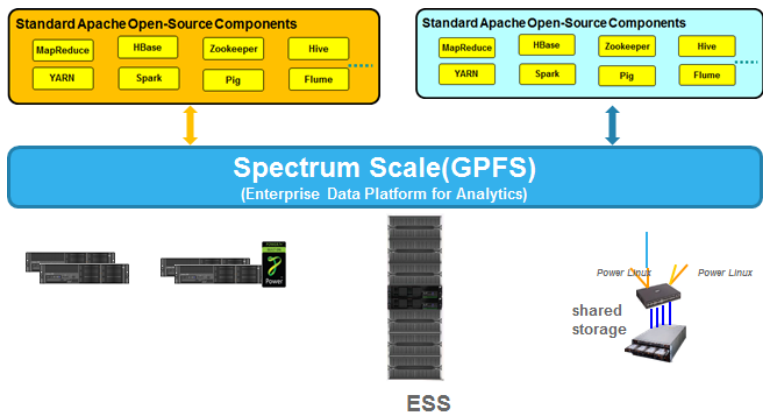 Standard Apache Open-Source Components
MapReduce HBase Zookeeper Hive
YARN Spark Pig Flume
Standard Apache Open-Source Components
MapReduce HBase Zookeeper Hive
YARN Spark Pig Flume
Spectrum Scale(GPFS)
(Enterprise Data Platform for Analytics)
Power
Power Linux
Power Linux
shared
storage
ESS